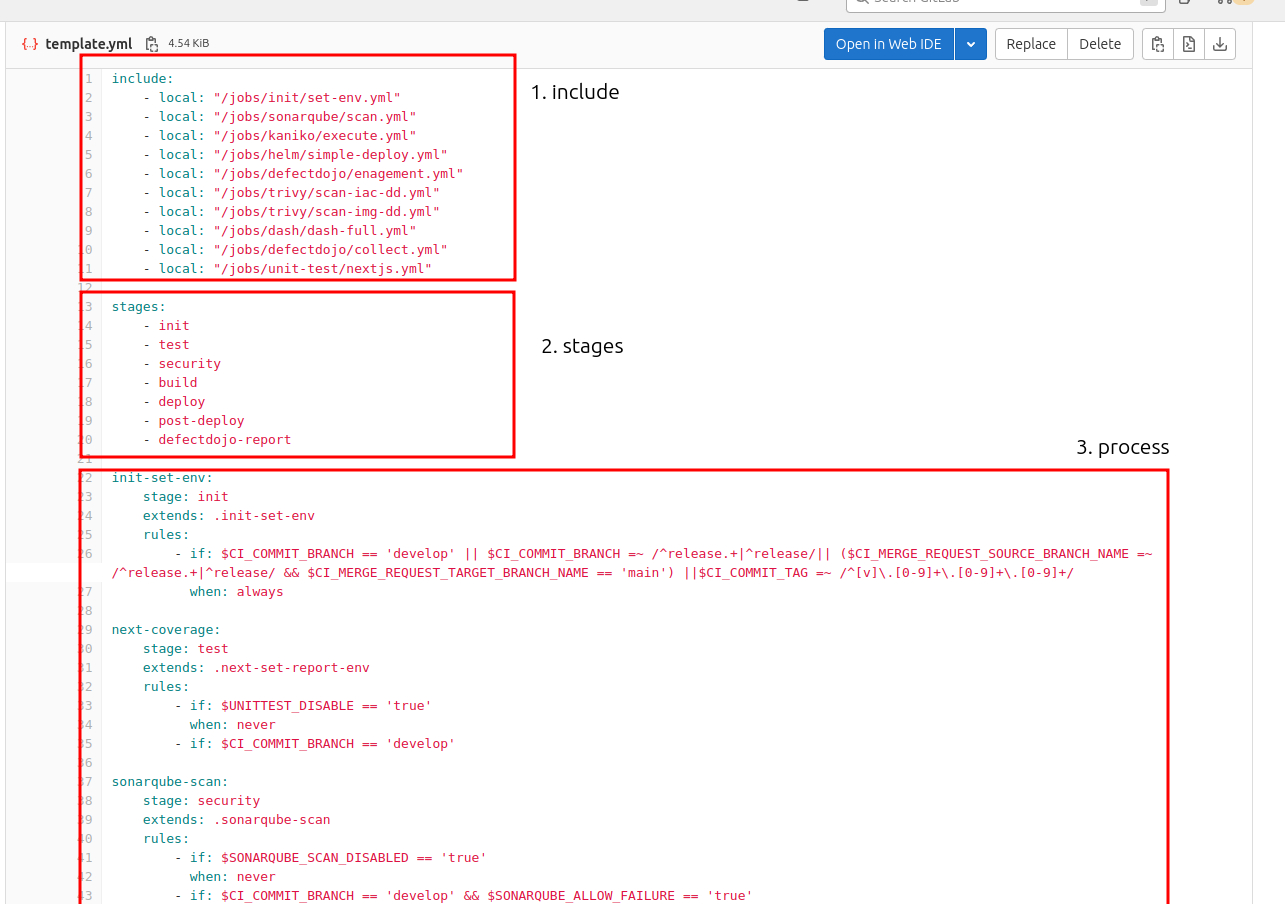 Search GitLab
{..} template.yml 4.54 KiB Open in Web IDE Replace Delete
1 include: 1. include
2 - local: "/jobs/init/set-env.yml"
3 - local: "/jobs/sonarqube/scan.yml"
4 - local: "/jobs/kaniko/execute.yml"
5 - local: "/jobs/helm/simple-deploy.yml"
6 - local: "/jobs/defectdojo/enagement.yml"
7 - local: "/jobs/trivy/scan-iac-dd.yml"
8 - local: "/jobs/trivy/scan-img-dd.yml"
9 - local: "/jobs/dash/dash-full.yml"
10 - local: "/jobs/defectdojo/collect.yml"
11 - local: "/jobs/unit-test/nextjs.yml"
12
13 stages:
14 - init
15 - test 2. stages
16 - security
17 - build
18 - deploy
19 - post-deploy
20 - defectdojo-report 3. process
21
22 init-set-env:
23 stage: init
24 extends: .init-set-env
25 rules:
26 - if: $CI_COMMIT_BRANCH == 'develop' || $CI_COMMIT_BRANCH =~ /^release.+|^release/|| ($CI_MERGE_REQUEST_SOURCE_BRANCH_NAME =~
/^release.+|^release/ && $CI_MERGE_REQUEST_TARGET_BRANCH_NAME == 'main') ||$CI_COMMIT_TAG =~ /^[v]\.[0-9]+\.[0-9]+\.[0-9]+/
27 when: always
28
29 next-coverage:
30 stage: test
31 extends: .next-set-report-env
32 rules:
33 - if: $UNITTEST_DISABLE == 'true'
34 when: never
35 - if: $CI_COMMIT_BRANCH == 'develop'
36
37 sonarqube-scan:
38 stage: security
39 extends: .sonarqube-scan
40 rules:
41 - if: $SONARQUBE_SCAN_DISABLED == 'true'
42 when: never
43 - if: $CI_COMMIT_BRANCH == 'develop' && $SONARQUBE_ALLOW_FAILURE == 'true'